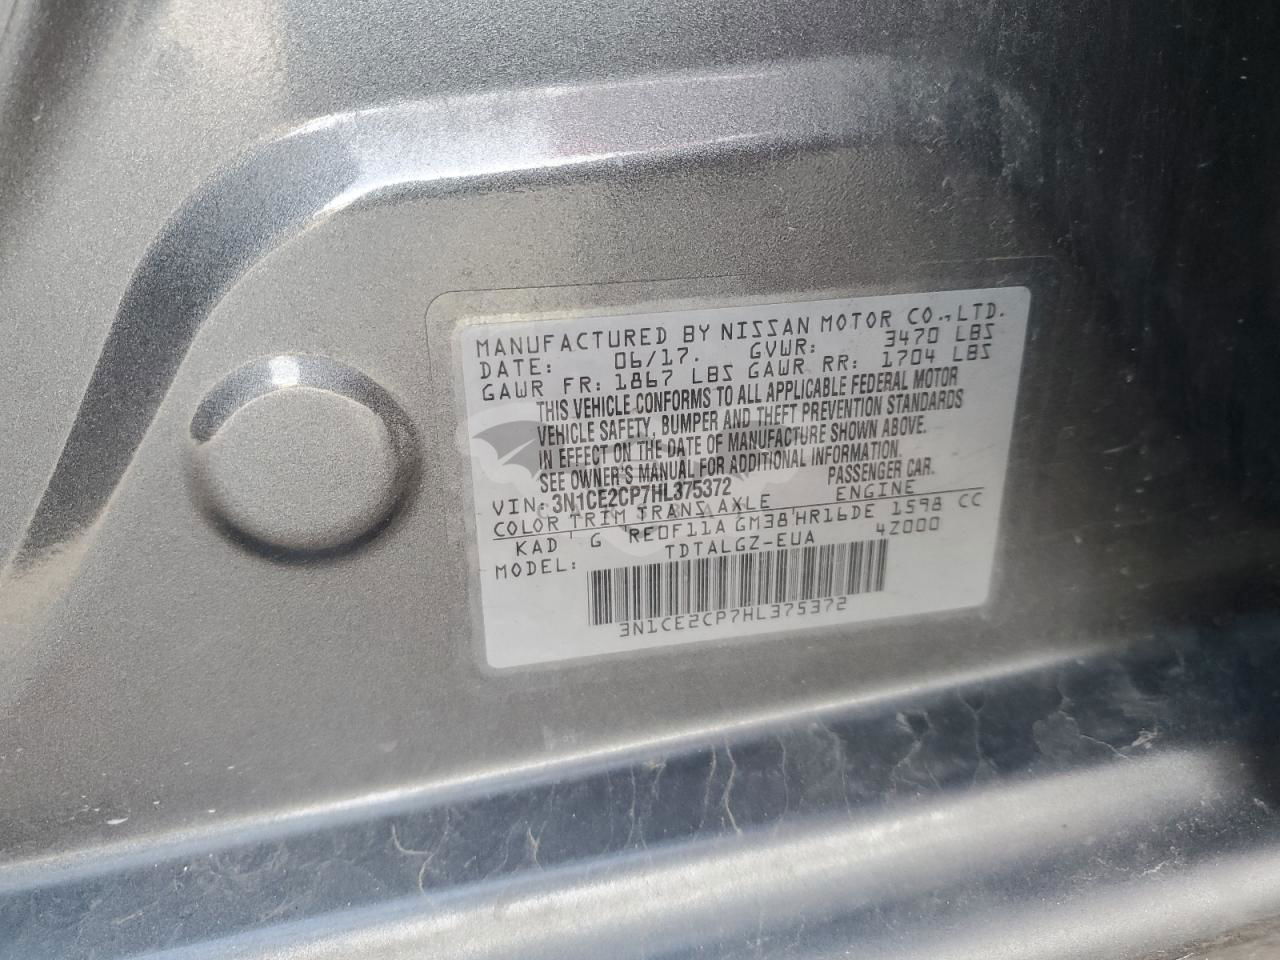 MANUFACTURED BY NISSAN MOTOR CO.,LTD.
DATE: 06/17. GVWR: 3470 LBS
GAWR FR: 1867 LBS GAWR RR: 1704 LBS
THIS VEHICLE CONFORMS TO ALL APPLICABLE FEDERAL MOTOR
VEHICLE SAFETY, BUMPER AND THEFT PREVENTION STANDARDS
IN EFFECT ON THE DATE OF MANUFACTURE SHOWN ABOVE.
SEE OWNER'S MANUAL FOR ADDITIONAL INFORMATION.
VIN: 3N1CE2CP7HL375372 PASSENGER CAR.
COLOR TRIM TRANS AXLE ENGINE
KAD G RE0F11A GM38 HR16DE 1598 CC
MODEL: TDTALGZ-EUA 4Z000
3N1CE2CP7HL375372